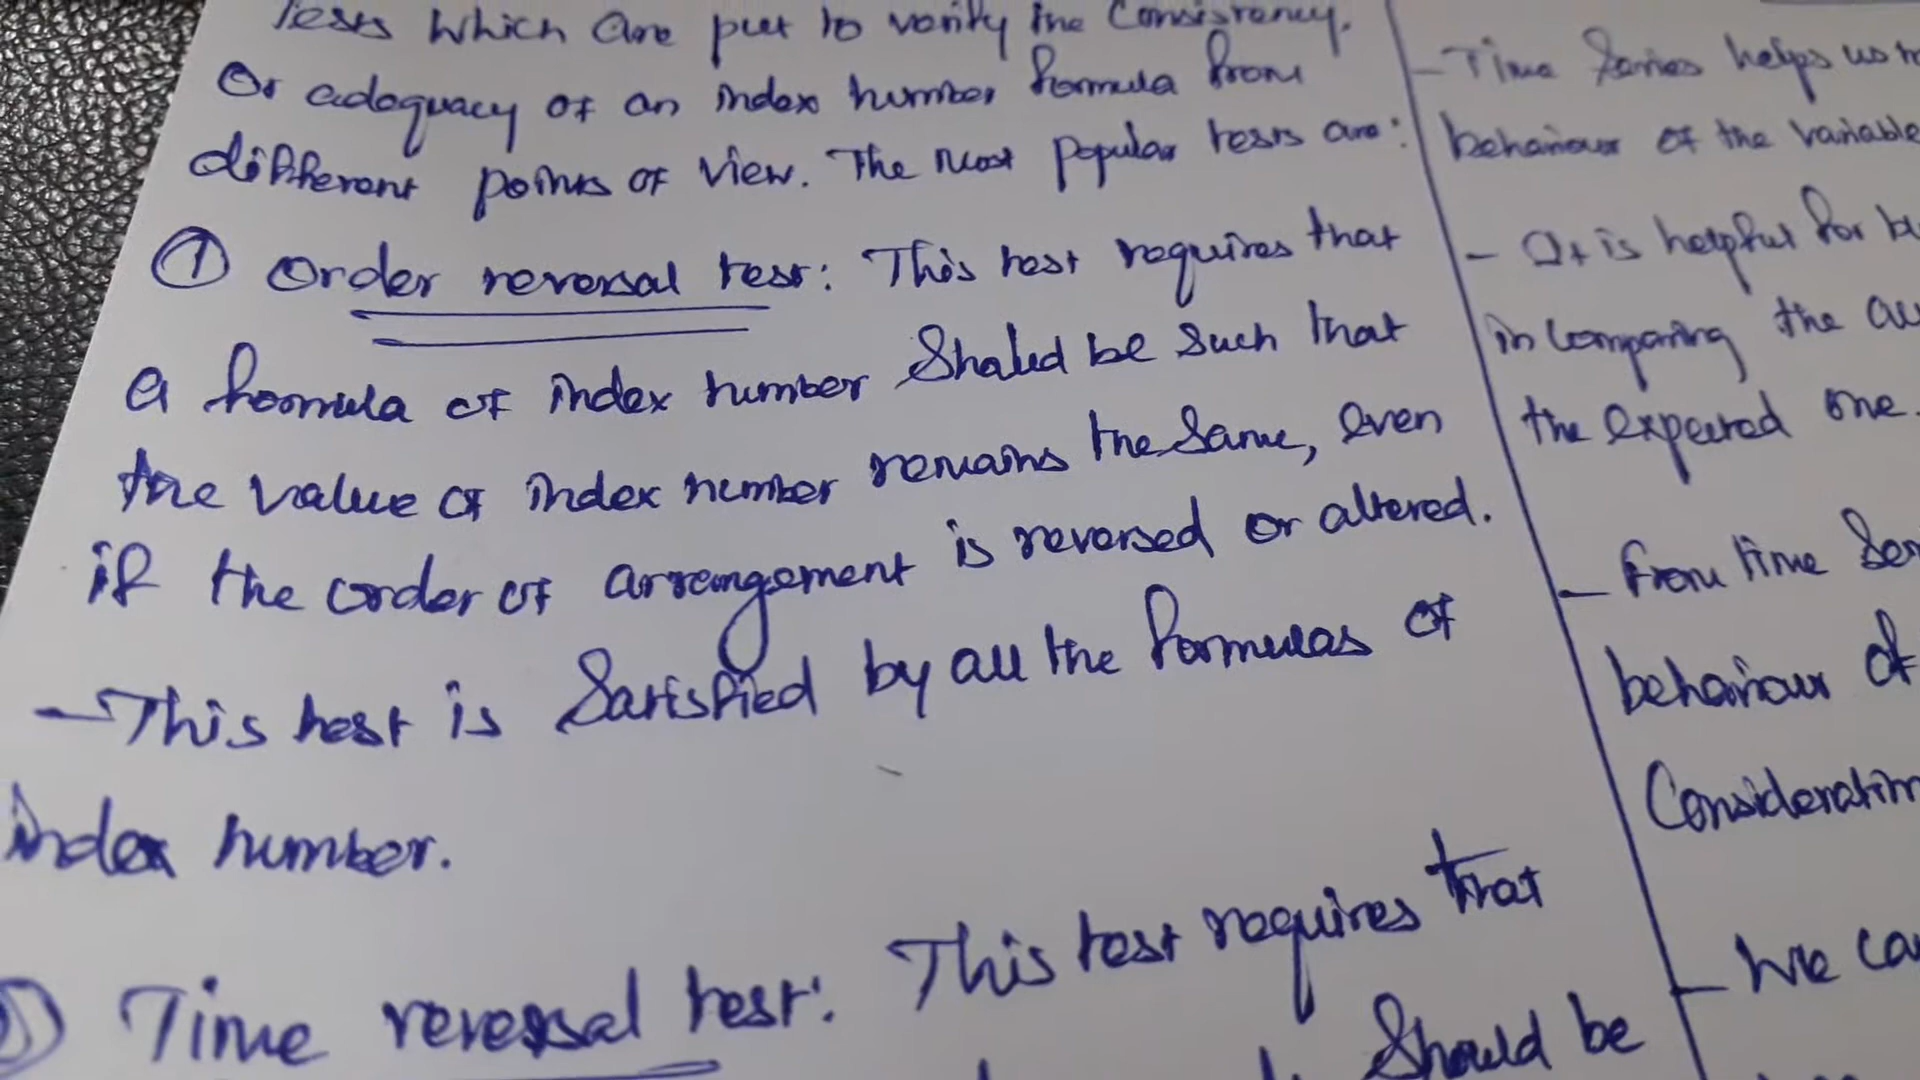 Tests which are put to verify the Consistency.
Or adequacy of an index number formula from
different points of view. The most popular tests are:
① Order reversal test: This test requires that
a formula of index number Should be such that
the value of index number remains the same, even
if the order of arrangement is reversed or altered.
- This test is Satisfied by all the formulas of
index number.
Time reversal test: This test requires that
Should be
- Time Series helps us
behaviour of the variable
- It is helpful for
in Comparing the
the expected one.
- From time
behaviour of
Consideration
- We